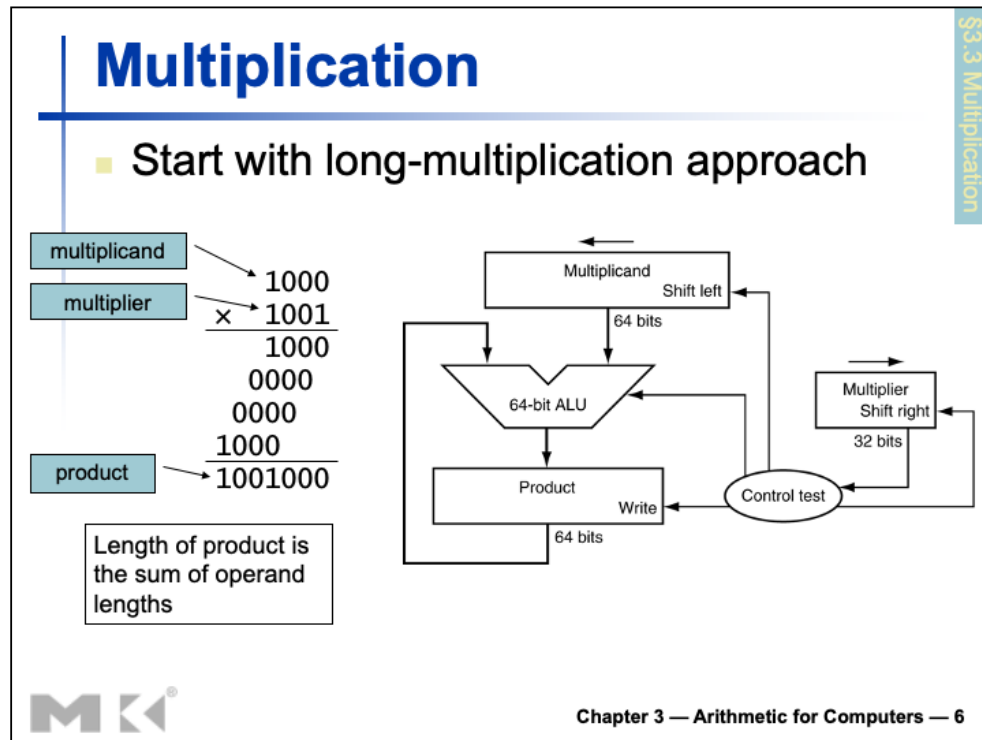 §3.3 Multiplication
Multiplication
Start with long-multiplication approach
multiplicand
1000
multiplier
× 1001
1000
0000
0000
1000
product
1001000
Length of product is
the sum of operand
lengths
Multiplicand
Shift left
64 bits
64-bit ALU
Multiplier
Shift right
32 bits
Product
Write
Control test
64 bits
MK®
Chapter 3 — Arithmetic for Computers — 6